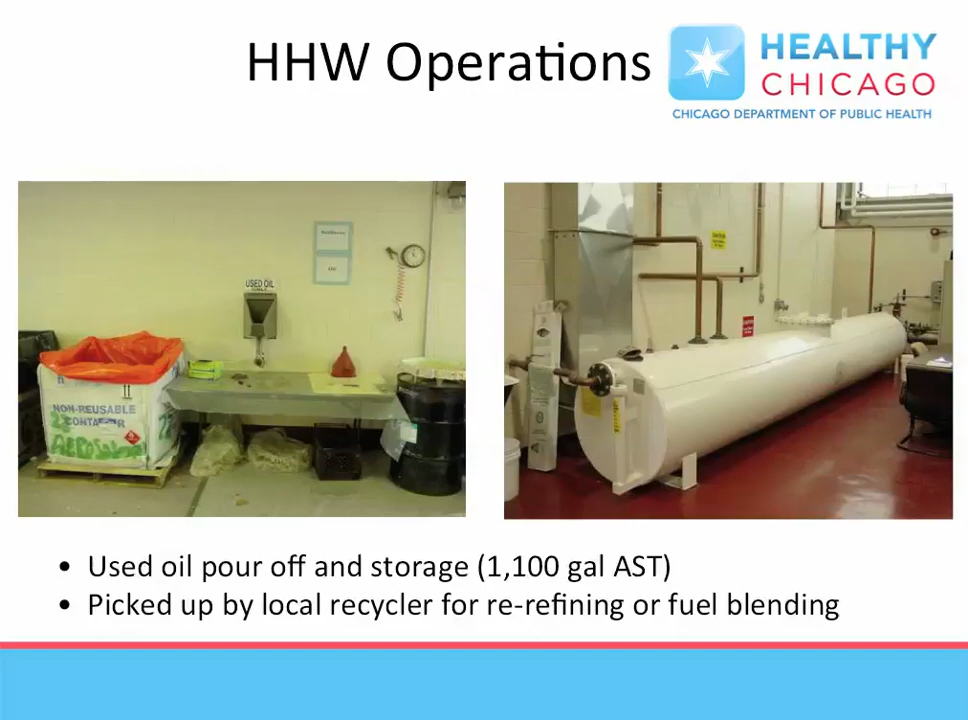 HHW Operations
HEALTHY
CHICAGO
CHICAGO DEPARTMENT OF PUBLIC HEALTH
USED OIL
NON-REUSABLE
CONTAINER
• Used oil pour off and storage (1,100 gal AST)
• Picked up by local recycler for re-refining or fuel blending